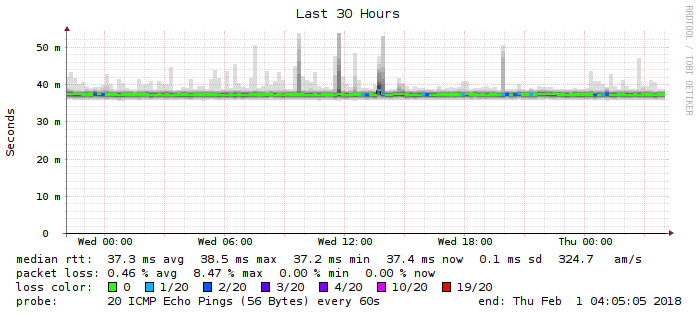 Last 30 Hours
RRDTOOL / TOBI OETIKER
Seconds
50 m
40 m
30 m
20 m
10 m
0
Wed 00:00 Wed 06:00 Wed 12:00 Wed 18:00 Thu 00:00
median rtt: 37.3 ms avg 38.5 ms max 37.2 ms min 37.4 ms now 0.1 ms sd 324.7 am/s
packet loss: 0.46 % avg 8.47 % max 0.00 % min 0.00 % now
loss color: 0 1/20 2/20 3/20 4/20 10/20 19/20
probe: 20 ICMP Echo Pings (56 Bytes) every 60s end: Thu Feb 1 04:05:05 2018